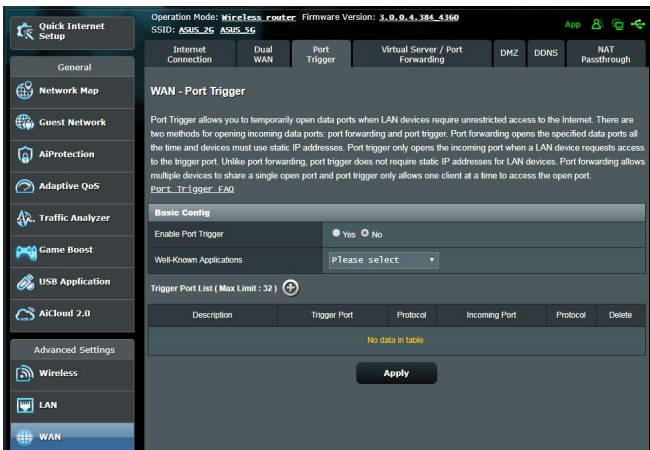 Quick Internet
Setup
General
Network Map
Guest Network
AiProtection
Adaptive QoS
Traffic Analyzer
Game Boost
USB Application
AiCloud 2.0
Advanced Settings
Wireless
LAN
WAN
Operation Mode: Wireless router Firmware Version: 3.0.0.4.384_4360
SSID: ASUS_2G ASUS_5G
App
Internet
Connection
Dual
WAN
Port
Trigger
Virtual Server / Port
Forwarding
DMZ
DDNS
NAT
Passthrough
WAN - Port Trigger
Port Trigger allows you to temporarily open data ports when LAN devices require unrestricted access to the Internet. There are
two methods for opening incoming data ports: port forwarding and port trigger. Port forwarding opens the specified data ports all
the time and devices must use static IP addresses. Port trigger only opens the incoming port when a LAN device requests access
to the trigger port. Unlike port forwarding, port trigger does not require static IP addresses for LAN devices. Port forwarding allows
multiple devices to share a single open port and port trigger only allows one client at a time to access the open port.
Port Trigger FAQ
Basic Config
Enable Port Trigger Yes No
Well-Known Applications Please select
Trigger Port List ( Max Limit : 32 )
Description Trigger Port Protocol Incoming Port Protocol Delete
No data in table.
Apply